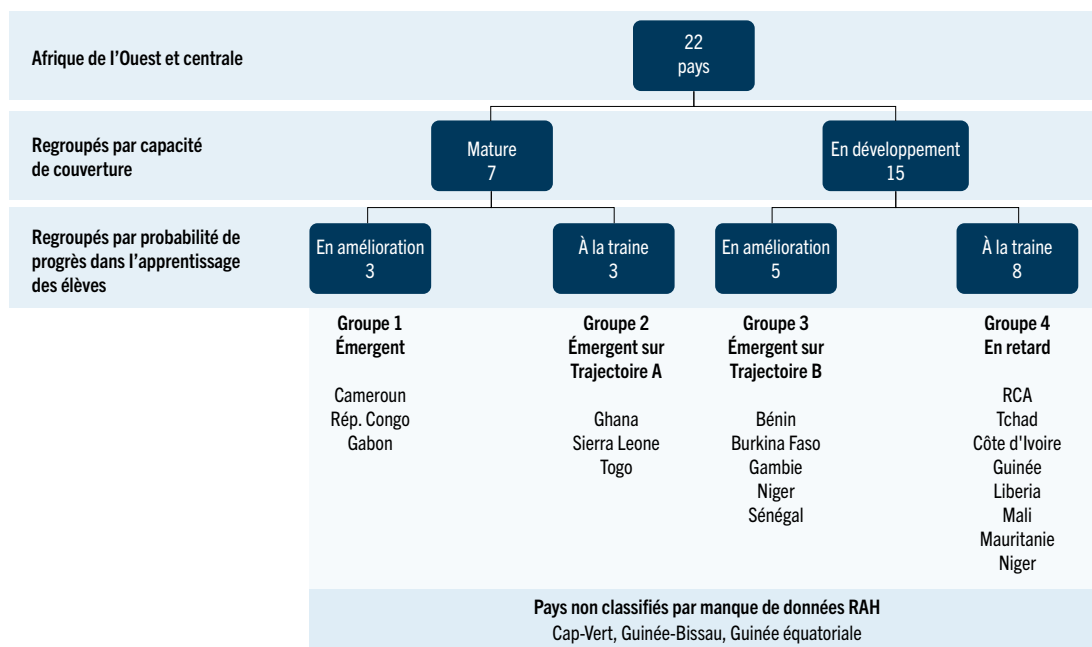 Afrique de l'Ouest et centrale
22
pays
Regroupés par capacité
de couverture
Mature
7
En développement
15
Regroupés par probabilité de
progrès dans l'apprentissage
des élèves
En amélioration
3
À la traine
3
En amélioration
5
À la traine
8
Groupe 1
Émergent
Cameroun
Rép. Congo
Gabon
Groupe 2
Émergent sur
Trajectoire A
Ghana
Sierra Leone
Togo
Groupe 3
Émergent sur
Trajectoire B
Bénin
Burkina Faso
Gambie
Niger
Sénégal
Groupe 4
En retard
RCA
Tchad
Côte d'Ivoire
Guinée
Liberia
Mali
Mauritanie
Niger
Pays non classifiés par manque de données RAH
Cap-Vert, Guinée-Bissau, Guinée équatoriale